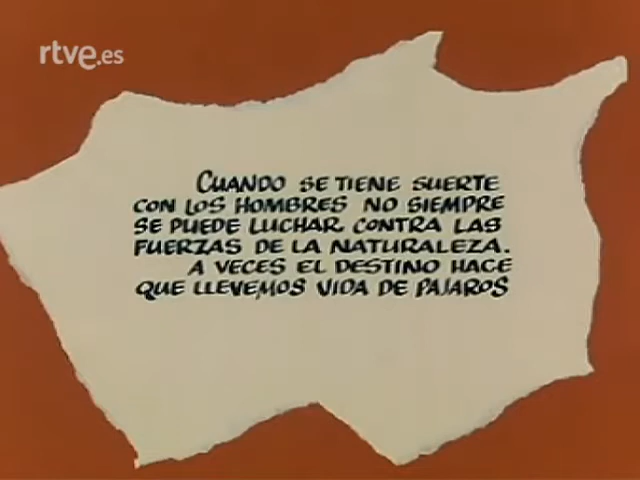 rtve.es
CUANDO SE TIENE SUERTE
CON LOS HOMBRES NO SIEMPRE
SE PUEDE LUCHAR CONTRA LAS
FUERZAS DE LA NATURALEZA.
A VECES EL DESTINO HACE
QUE LLEVEMOS VIDA DE PAJAROS